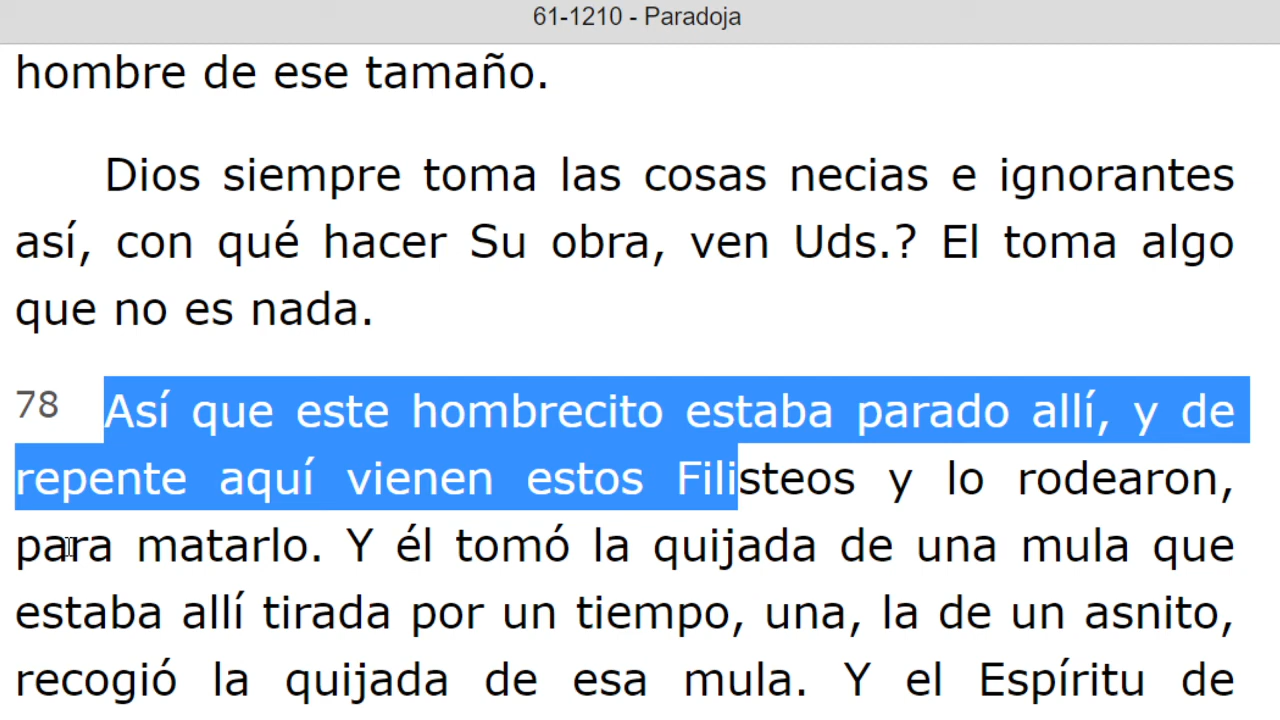 61-1210 - Paradoja
hombre de ese tamaño.
Dios siempre toma las cosas necias e ignorantes
así, con qué hacer Su obra, ven Uds.? El toma algo
que no es nada.
78 Así que este hombrecito estaba parado allí, y de
repente aquí vienen estos Filisteos y lo rodearon,
para matarlo. Y él tomó la quijada de una mula que
estaba allí tirada por un tiempo, una, la de un asnito,
recogió la quijada de esa mula. Y el Espíritu de